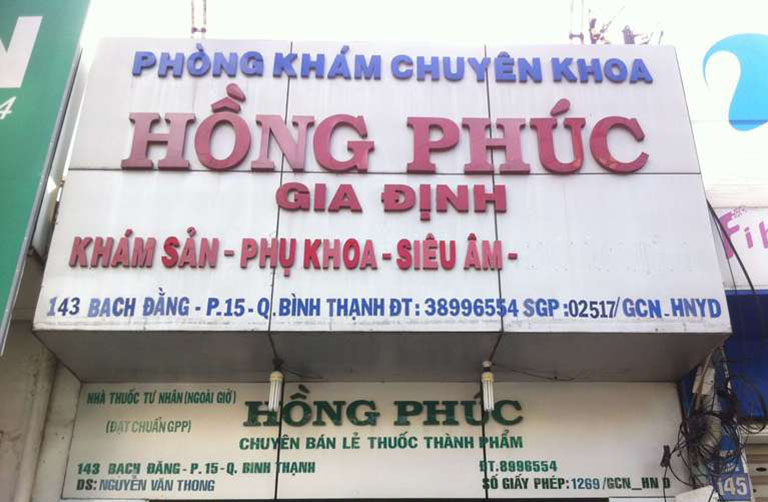 N
4
PHÒNG KHÁM CHUYÊN KHOA
HỒNG PHÚC
GIA ĐỊNH
KHÁM SẢN - PHỤ KHOA - SIÊU ÂM -
143 BẠCH ĐẰNG - P.15 - Q.BÌNH THẠNH ĐT: 38996554 SGP:02517/GCN_HNYD
NHÀ THUỐC TƯ NHÂN (NGOÀI GIỜ)
(ĐẠT CHUẨN GPP)
HỒNG PHÚC
CHUYÊN BÁN LẺ THUỐC THÀNH PHẨM
143 BẠCH ĐĂNG - P.15-Q. BÌNH THẠNH
ĐT.8996554
DS: NGUYỄN VĂN THONG
SỐ GIẤY PHÉP: 1269/GCN_HN D
145